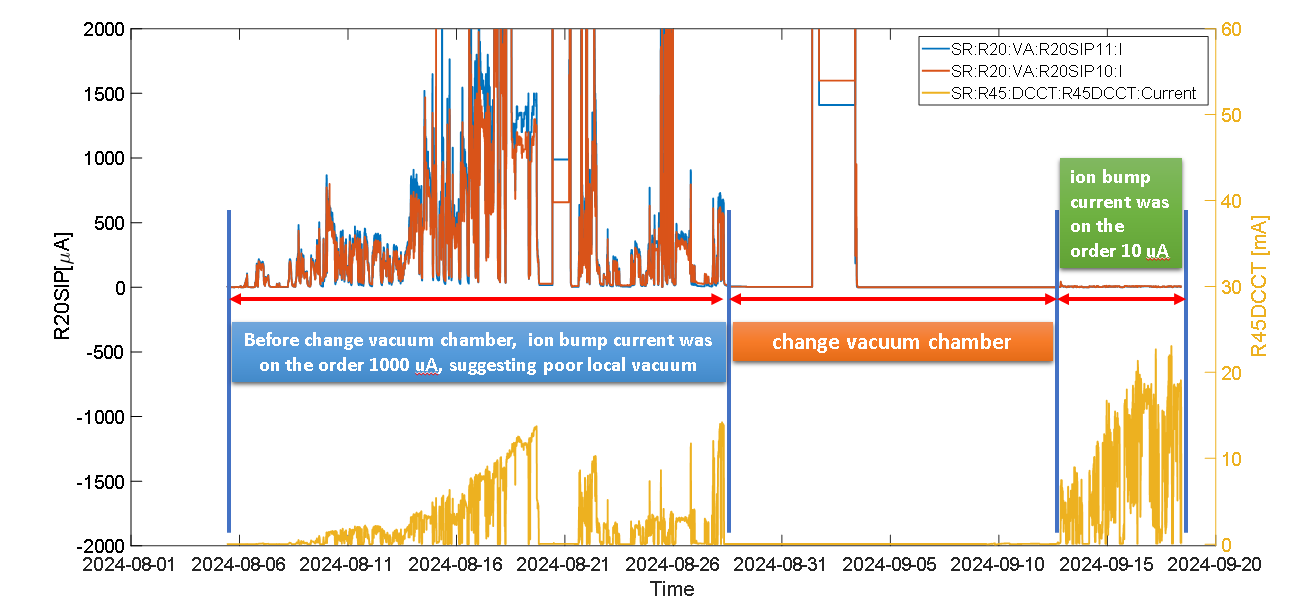 2000
1500
1000
500
0
-500
-1000
-1500
-2000
R20SIP[μA]
60
50
40
30
20
10
0
R45DCCT [mA]
SR:R20:VA:R20SIP11:I
SR:R20:VA:R20SIP10:I
SR:R45:DCCT:R45DCCT:Current
ion bump
current was
on the
order 10 uA
Before change vacuum chamber, ion bump current was
on the order 1000 uA, suggesting poor local vacuum
change vacuum chamber
2024-08-01 2024-08-06 2024-08-11 2024-08-16 2024-08-21 2024-08-26 2024-08-31 2024-09-05 2024-09-10 2024-09-15 2024-09-20
Time